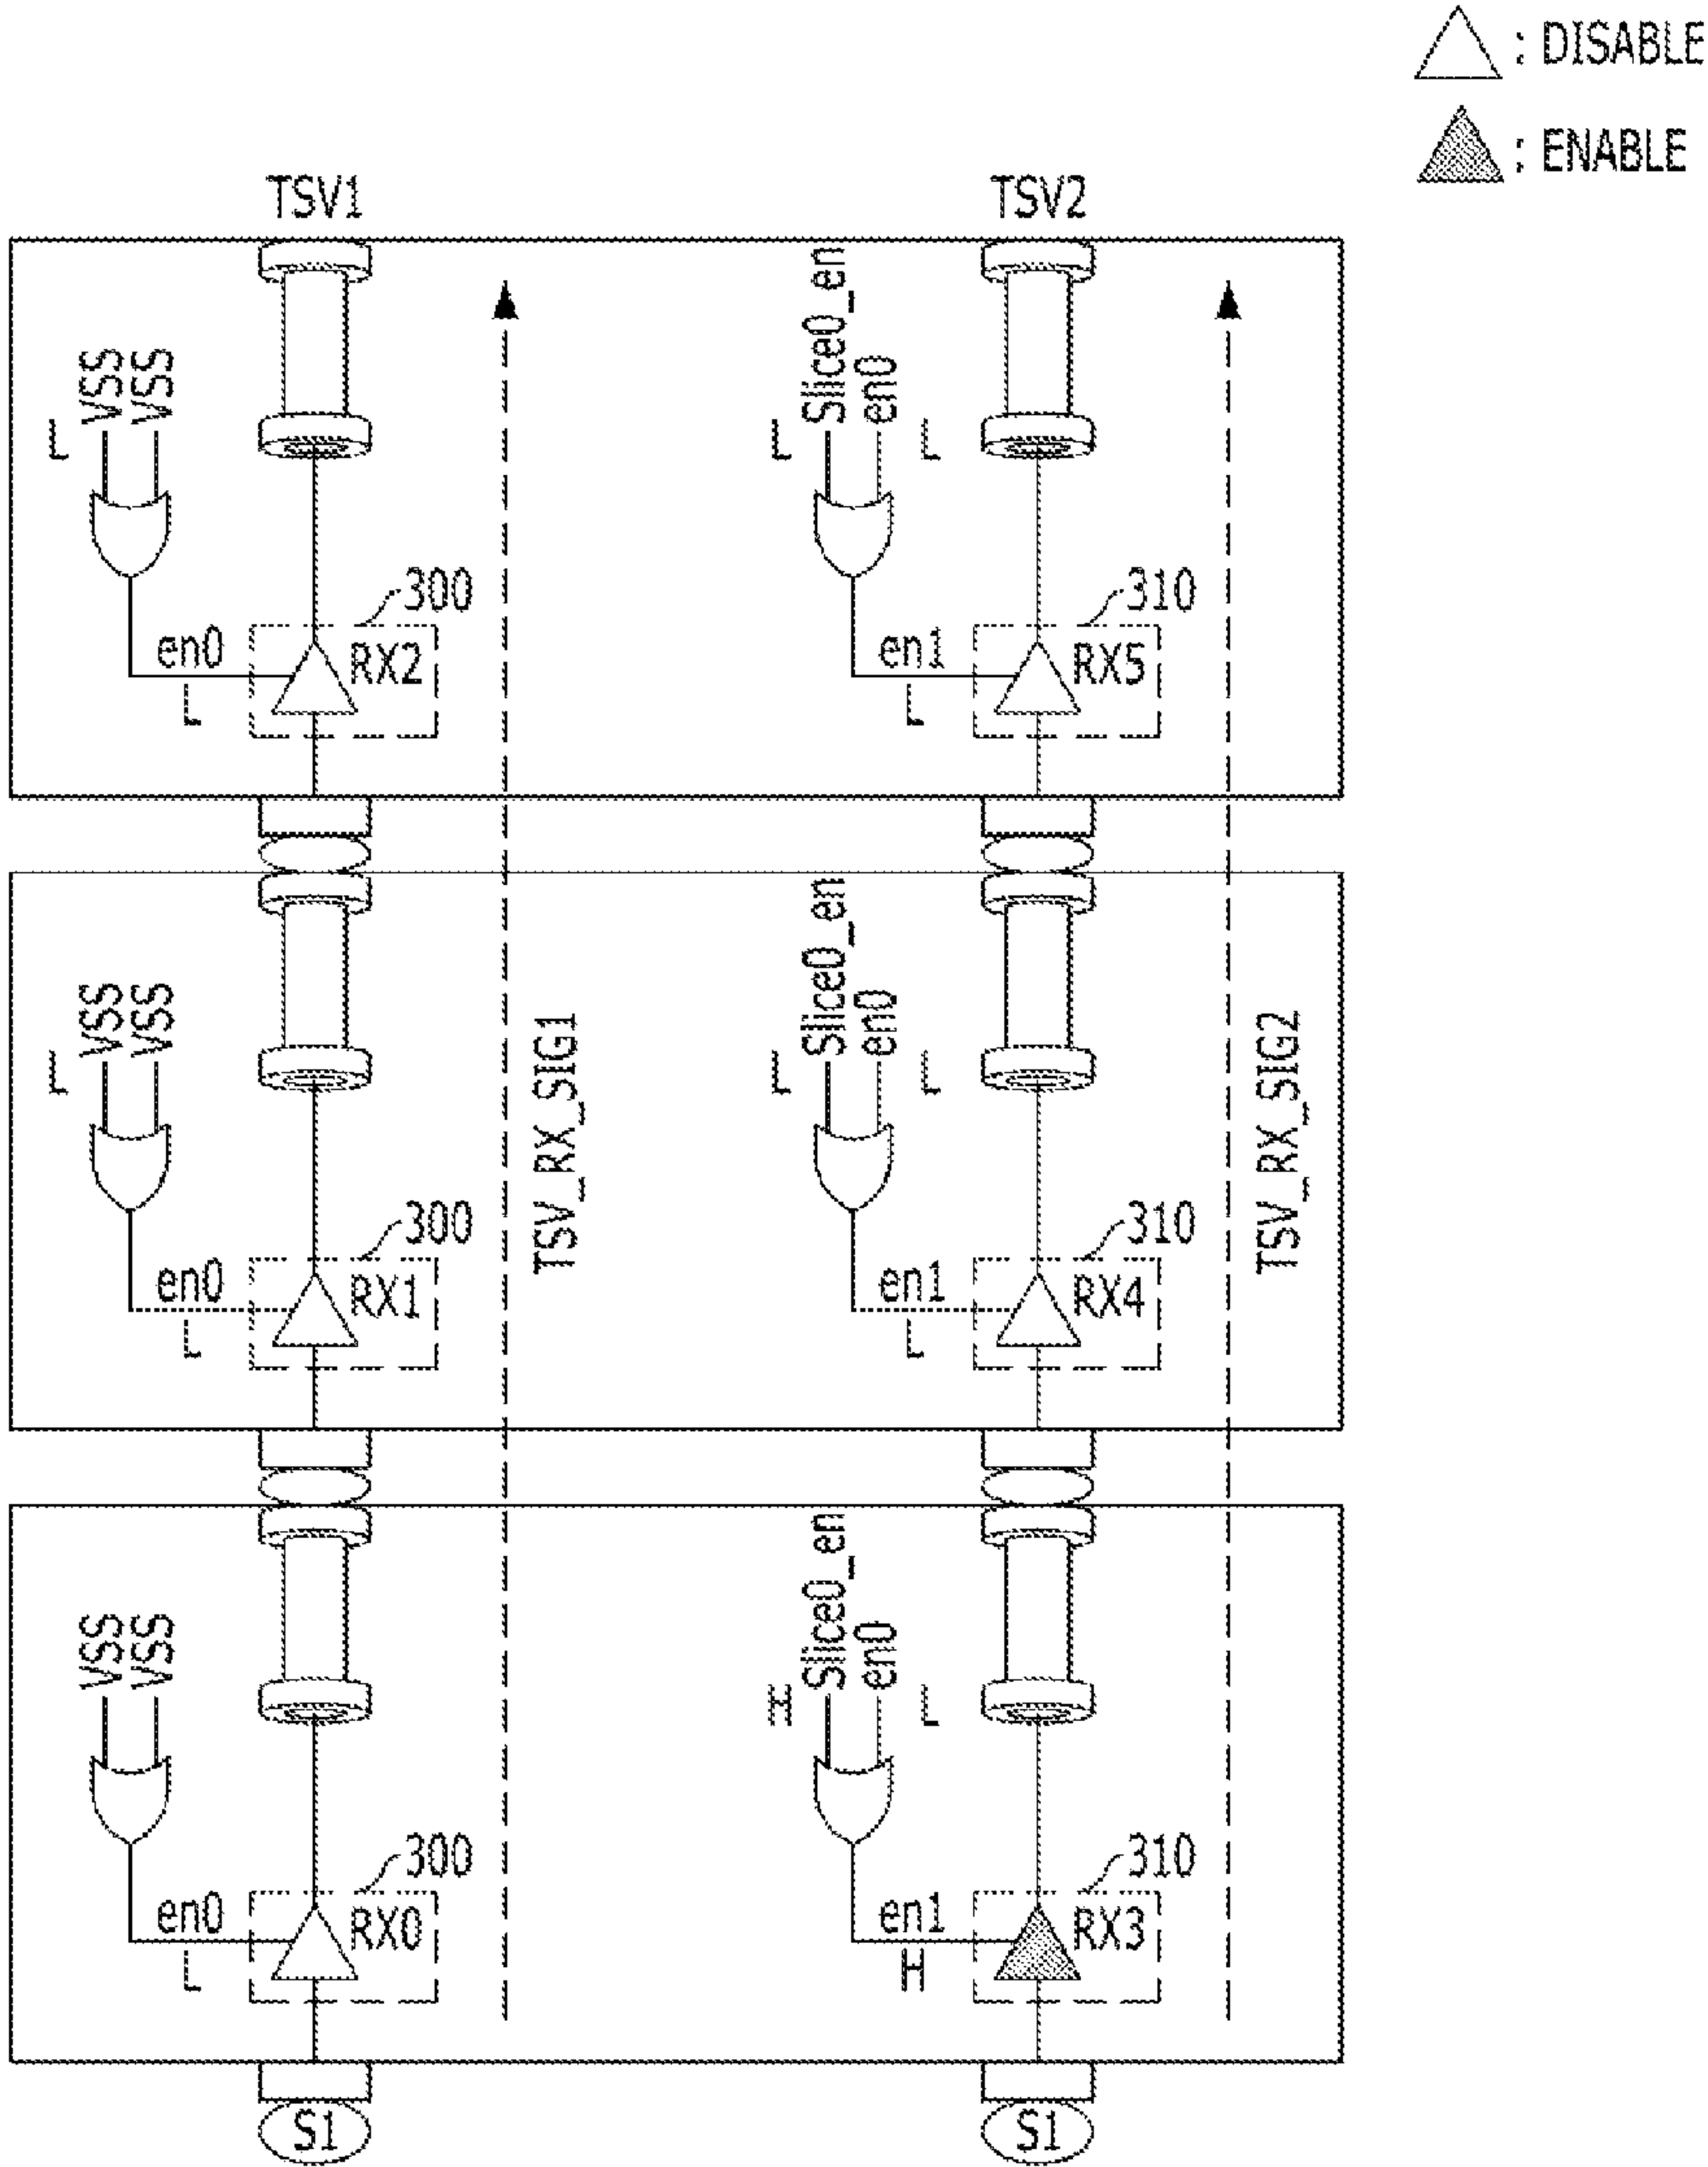 : DISABLE
: ENABLE
TSV1
TSV2
VSS
VSS
L
300
en0
RX2
L
Slice0_en
en0
L
L
310
en1
RX5
L
VSS
VSS
L
300
en0
RX1
L
TSV_RX_SIG1
Slice0_en
en0
L
L
310
en1
RX4
L
TSV_RX_SIG2
VSS
VSS
300
en0
RX0
L
Slice0_en
en0
H
L
310
en1
RX3
H
S1
S1